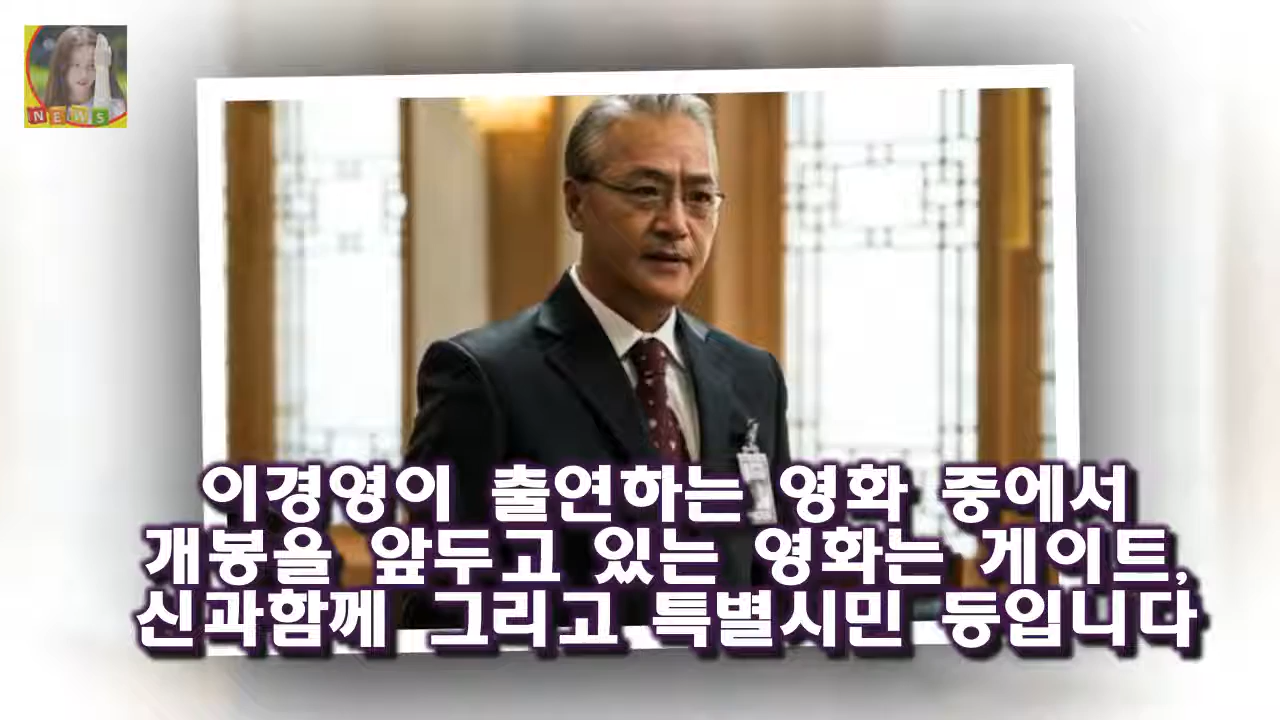 NEWS
이경영이 출연하는 영화 중에서
개봉을 앞두고 있는 영화는 게이트,
신과함께 그리고 특별시민 등입니다